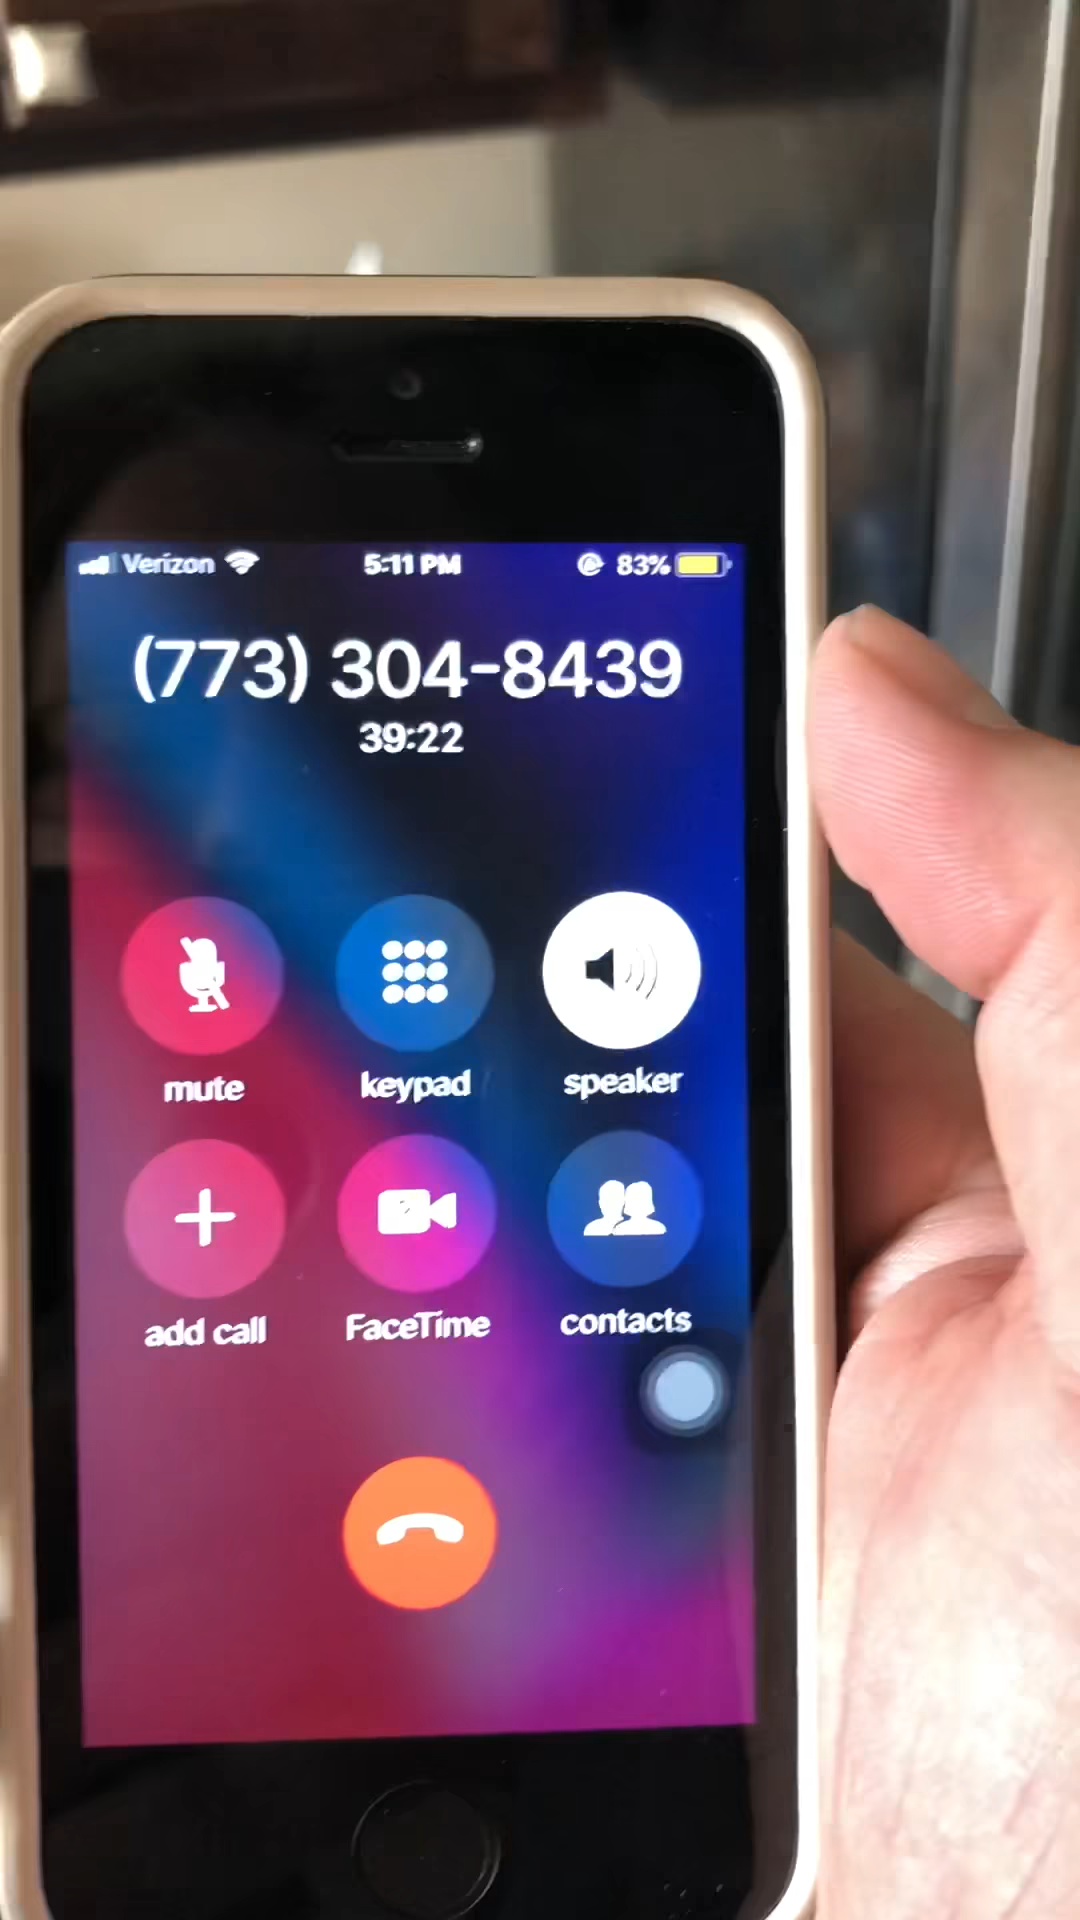 Verizon 5:11 PM 83%
(773) 304-8439
39:22
mute keypad speaker
add call FaceTime contacts